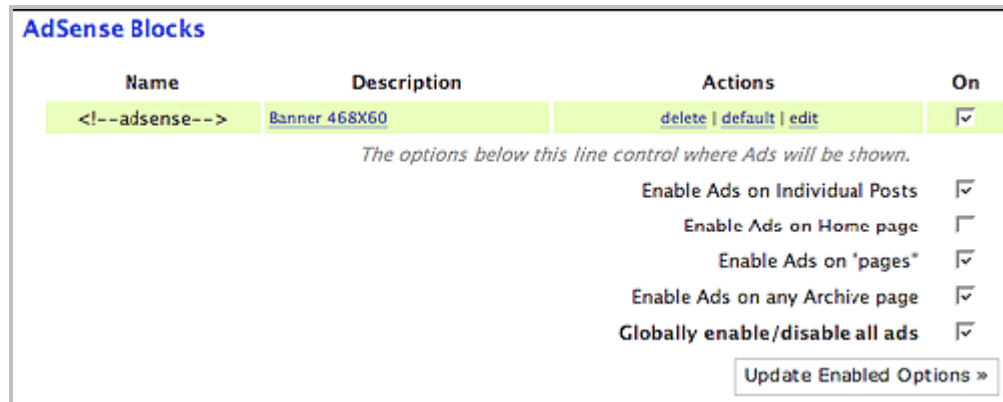 AdSense Blocks
Name Description Actions On
<!--adsense--> Banner 468X60 delete | default | edit
The options below this line control where Ads will be shown.
Enable Ads on Individual Posts
Enable Ads on Home page
Enable Ads on "pages"
Enable Ads on any Archive page
Globally enable/disable all ads
Update Enabled Options »